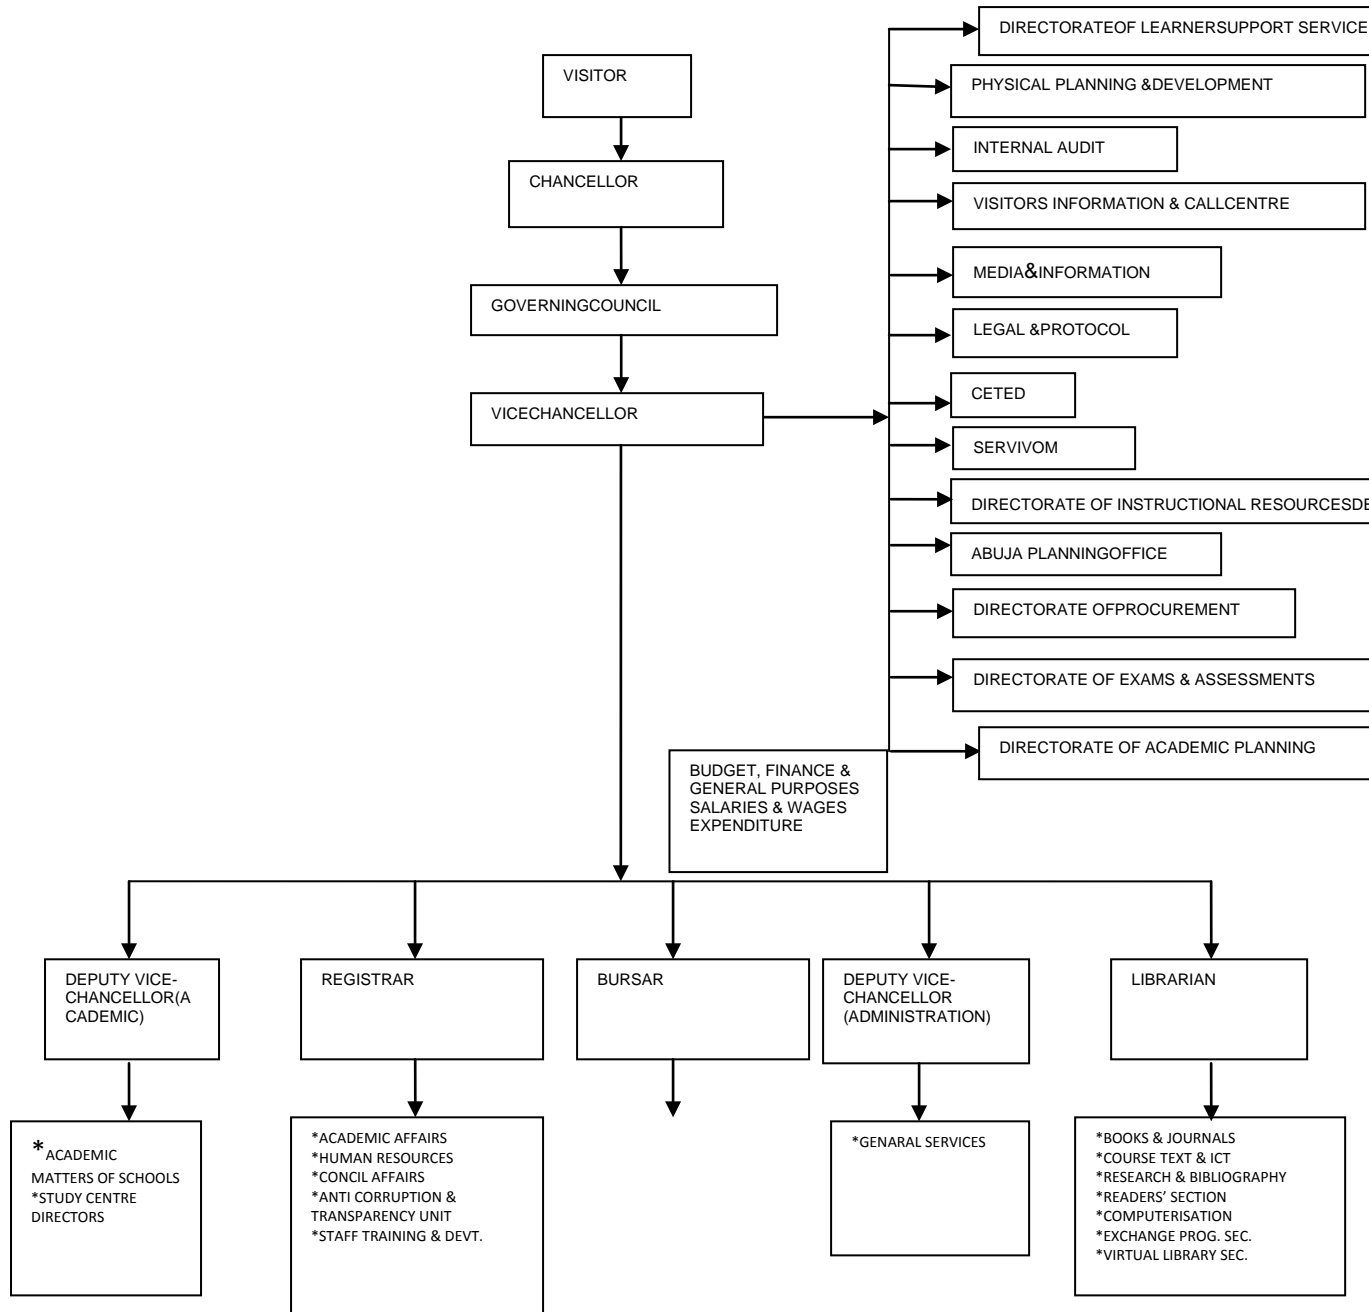 VISITOR
CHANCELLOR
GOVERNINGCOUNCIL
VICECHANCELLOR
DIRECTORATEOF LEARNERSUPPORT SERVICE
PHYSICAL PLANNING &DEVELOPMENT
INTERNAL AUDIT
VISITORS INFORMATION & CALLCENTRE
MEDIA&INFORMATION
LEGAL &PROTOCOL
CETED
SERVIVOM
DIRECTORATE OF INSTRUCTIONAL RESOURCESDE
ABUJA PLANNINGOFFICE
DIRECTORATE OFPROCUREMENT
DIRECTORATE OF EXAMS & ASSESSMENTS
DIRECTORATE OF ACADEMIC PLANNING
BUDGET, FINANCE &
GENERAL PURPOSES
SALARIES & WAGES
EXPENDITURE
DEPUTY VICE-
CHANCELLOR(A
CADEMIC)
REGISTRAR
BURSAR
DEPUTY VICE-
CHANCELLOR
(ADMINISTRATION)
LIBRARIAN
*ACADEMIC
MATTERS OF SCHOOLS
*STUDY CENTRE
DIRECTORS
*ACADEMIC AFFAIRS
*HUMAN RESOURCES
*CONCIL AFFAIRS
*ANTI CORRUPTION &
TRANSPARENCY UNIT
*STAFF TRAINING & DEVT.
*GENARAL SERVICES
*BOOKS & JOURNALS
*COURSE TEXT & ICT
*RESEARCH & BIBLIOGRAPHY
*READERS’ SECTION
*COMPUTERISATION
*EXCHANGE PROG. SEC.
*VIRTUAL LIBRARY SEC.